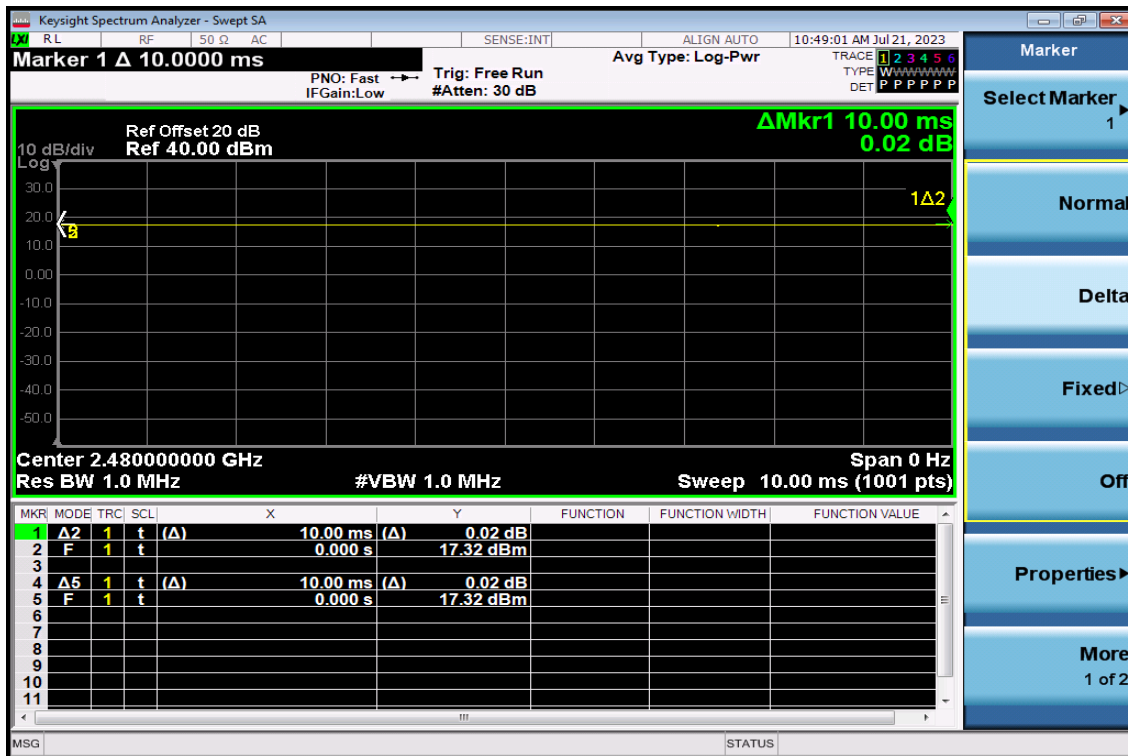 Keysight Spectrum Analyzer - Swept SA
LXI RL RF 50 Ω AC SENSE:INT ALIGN AUTO 10:49:01 AM Jul 21, 2023
Marker 1 Δ 10.0000 ms
PNO: Fast
IFGain:Low
Trig: Free Run
#Atten: 30 dB
Avg Type: Log-Pwr
TRACE 1 2 3 4 5 6
TYPE W
DET P P P P P P
Ref Offset 20 dB
10 dB/div Ref 40.00 dBm
Log
ΔMkr1 10.00 ms
0.02 dB
30.0
20.0
10.0
0.00
-10.0
-20.0
-30.0
-40.0
-50.0
1Δ2
Center 2.480000000 GHz Span 0 Hz
Res BW 1.0 MHz #VBW 1.0 MHz Sweep 10.00 ms (1001 pts)
MKR MODE TRC SCL X Y FUNCTION FUNCTION WIDTH FUNCTION VALUE
1 Δ2 1 t (Δ) 10.00 ms (Δ) 0.02 dB
2 F 1 t 0.000 s 17.32 dBm
3
4 Δ5 1 t (Δ) 10.00 ms (Δ) 0.02 dB
5 F 1 t 0.000 s 17.32 dBm
6
7
8
9
10
11
MSG STATUS
Marker
Select Marker
1
Normal
Delta
Fixed
Off
Properties
More
1 of 2